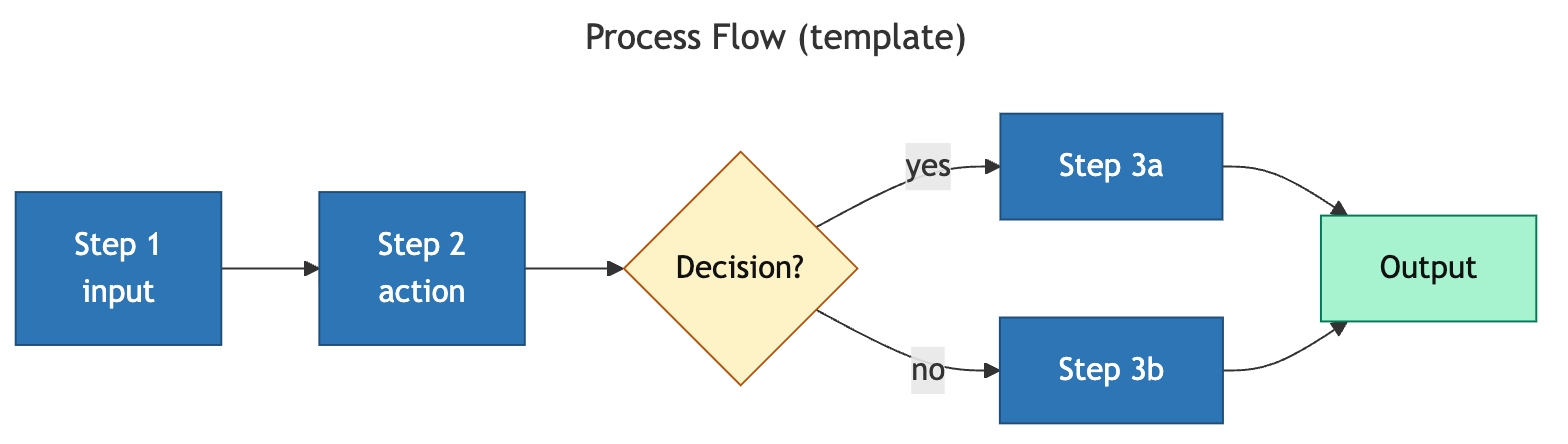 Process Flow (template)
Step 1
input
Step 2
action
Decision?
yes
Step 3a
no
Step 3b
Output